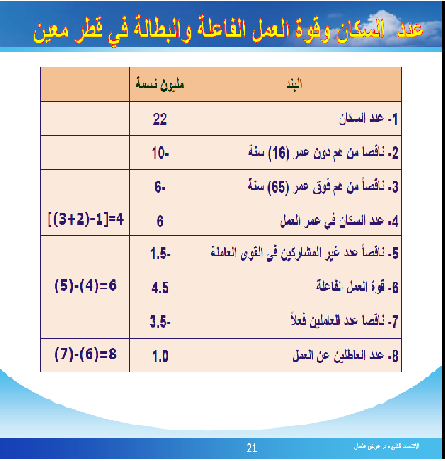 عدد السكان وقوة العمل الفاعلة والبطالة في قطر معين
البند مليون نسمة
1- عدد السكان 22
2- ناقصا من هم دون عمر (16) سنة 10-
3- ناقصاً من هم فوق عمر (65) سنة 6-
4- عدد السكان في عمر العمل 6 4=1-(2+3)]
5- ناقصاً عدد غير المشاركين في القوى العاملة 1.5-
6- قوة العمل الفاعلة 4.5 6=(4)-(5)
7- ناقصا عدد العاملين فعلاً 3.5-
8- عدد العاطلين عن العمل 1.0 8=(6)-(7)
21